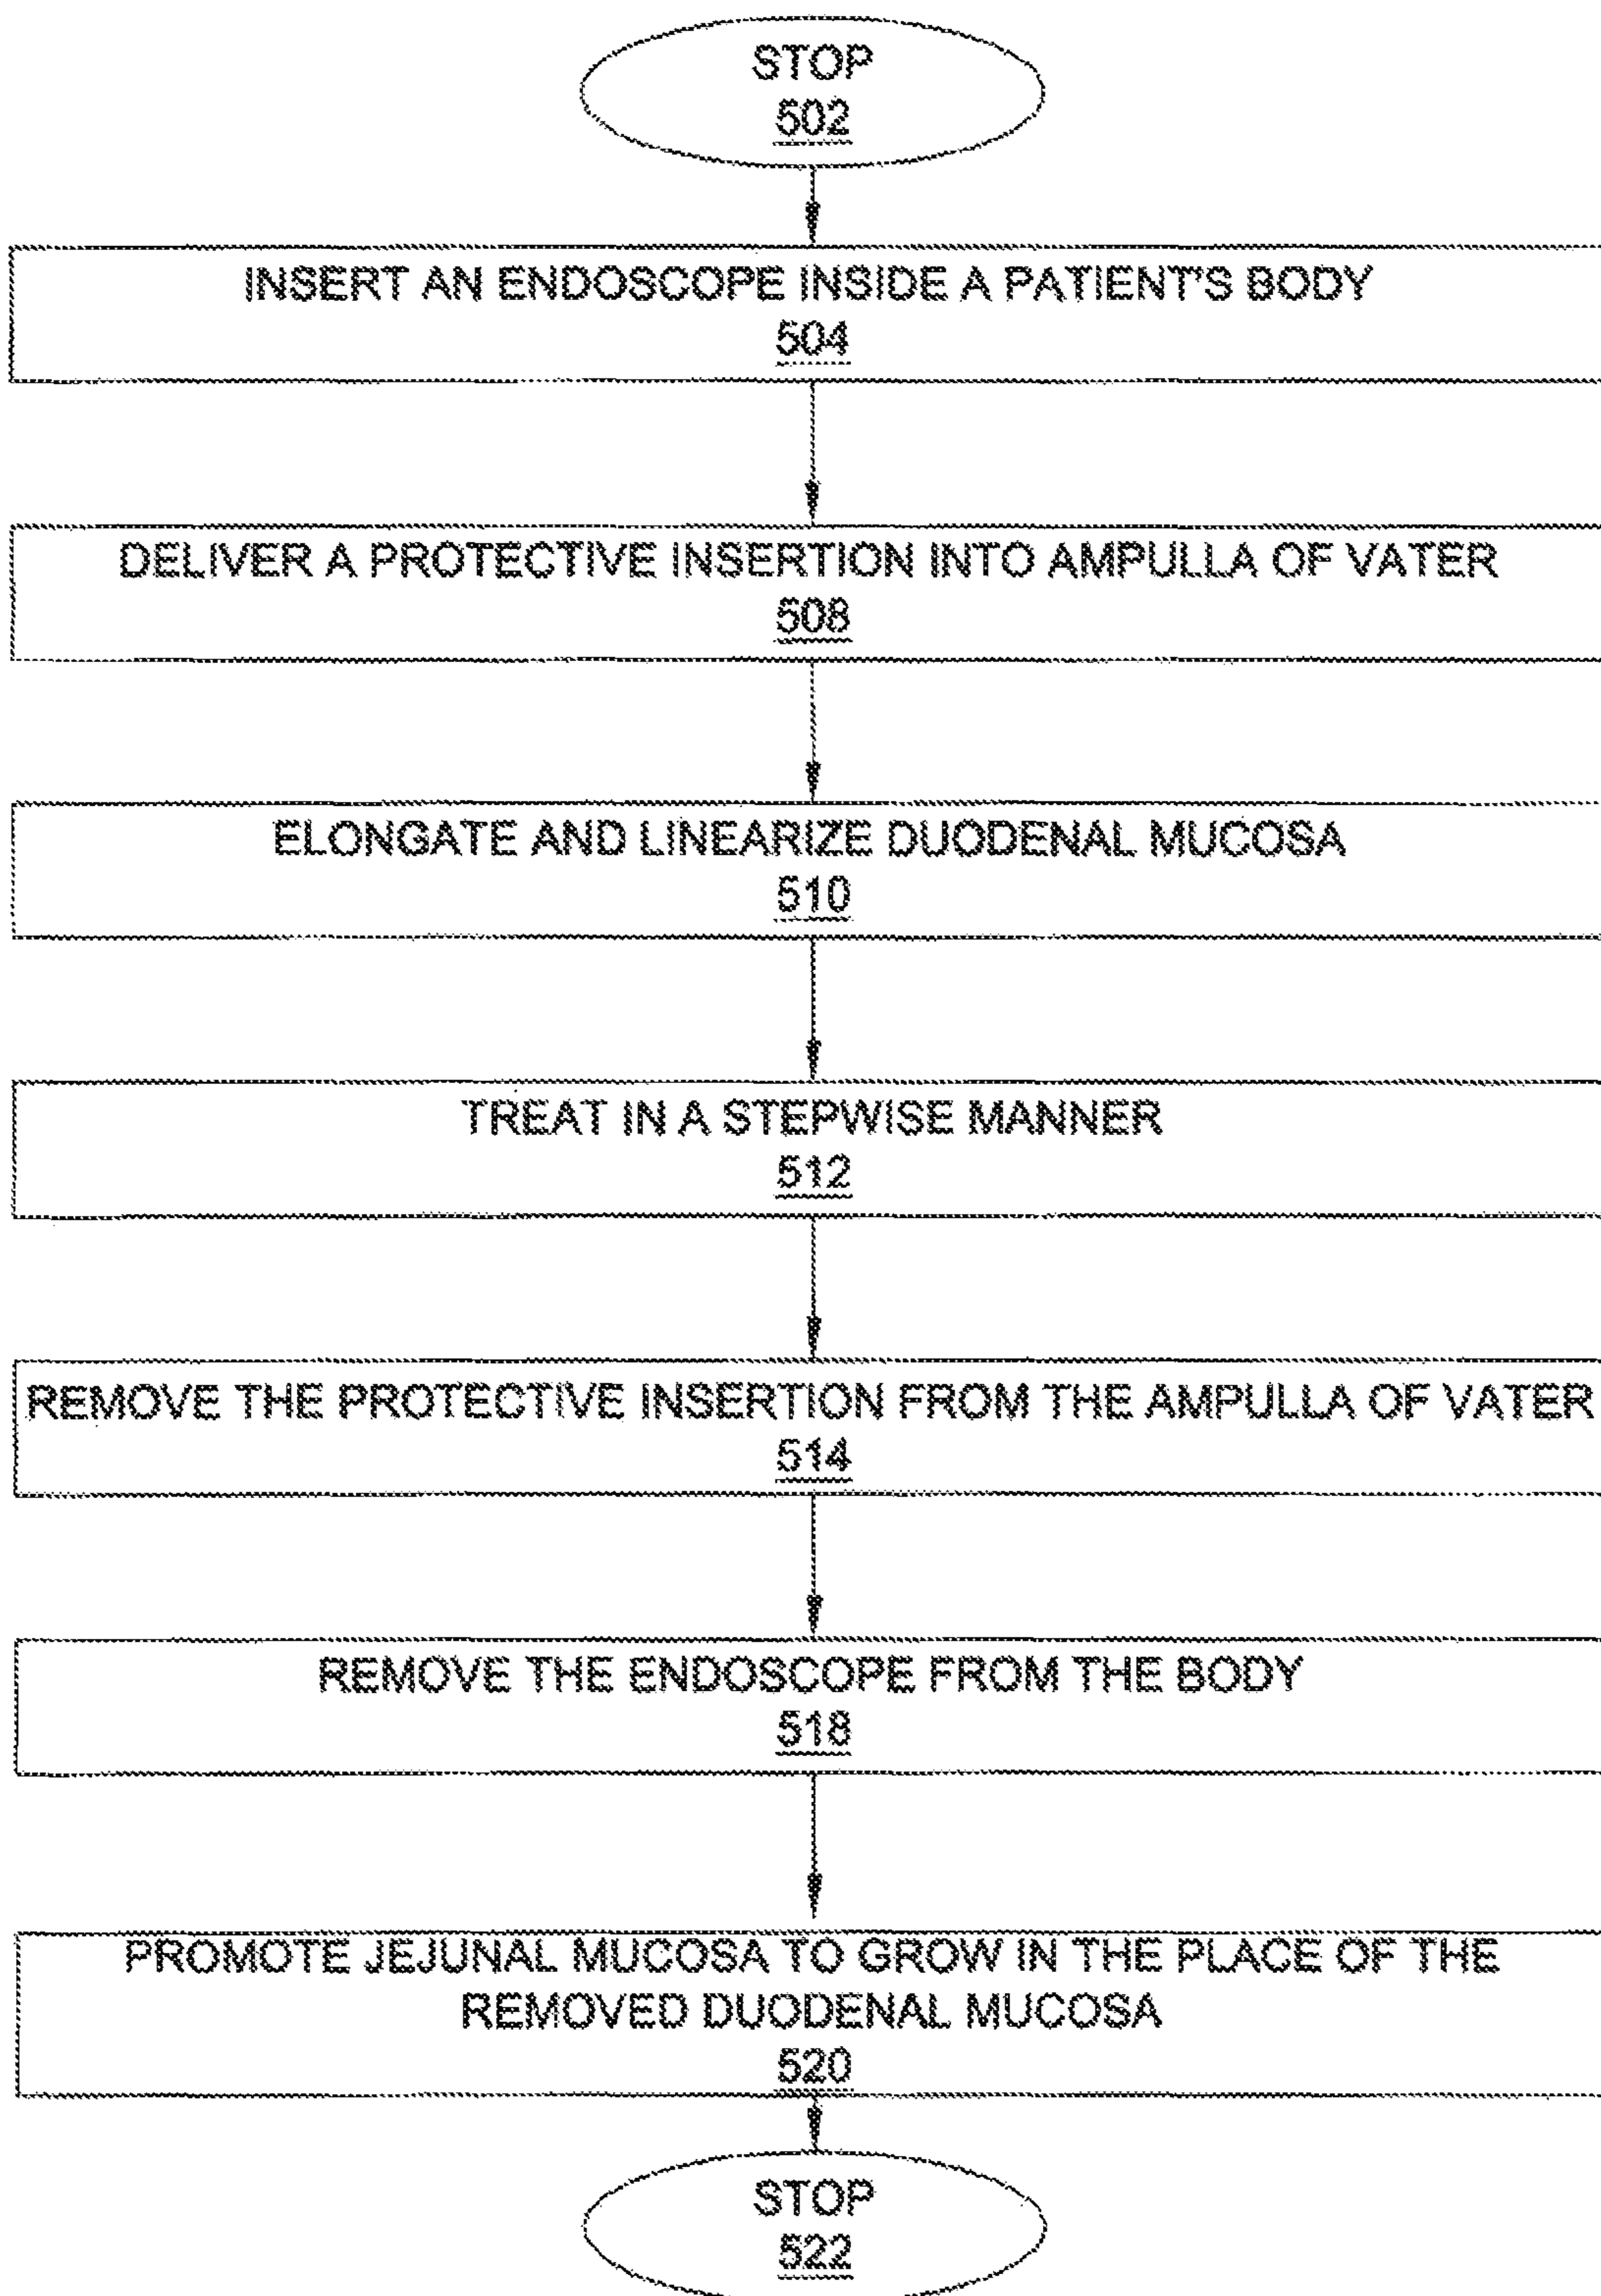 STOP
502
INSERT AN ENDOSCOPE INSIDE A PATIENT'S BODY
504
DELIVER A PROTECTIVE INSERTION INTO AMPULLA OF VATER
508
ELONGATE AND LINEARIZE DUODENAL MUCOSA
510
TREAT IN A STEPWISE MANNER
512
REMOVE THE PROTECTIVE INSERTION FROM THE AMPULLA OF VATER
514
REMOVE THE ENDOSCOPE FROM THE BODY
518
PROMOTE JEJUNAL MUCOSA TO GROW IN THE PLACE OF THE
REMOVED DUODENAL MUCOSA
520
STOP
522